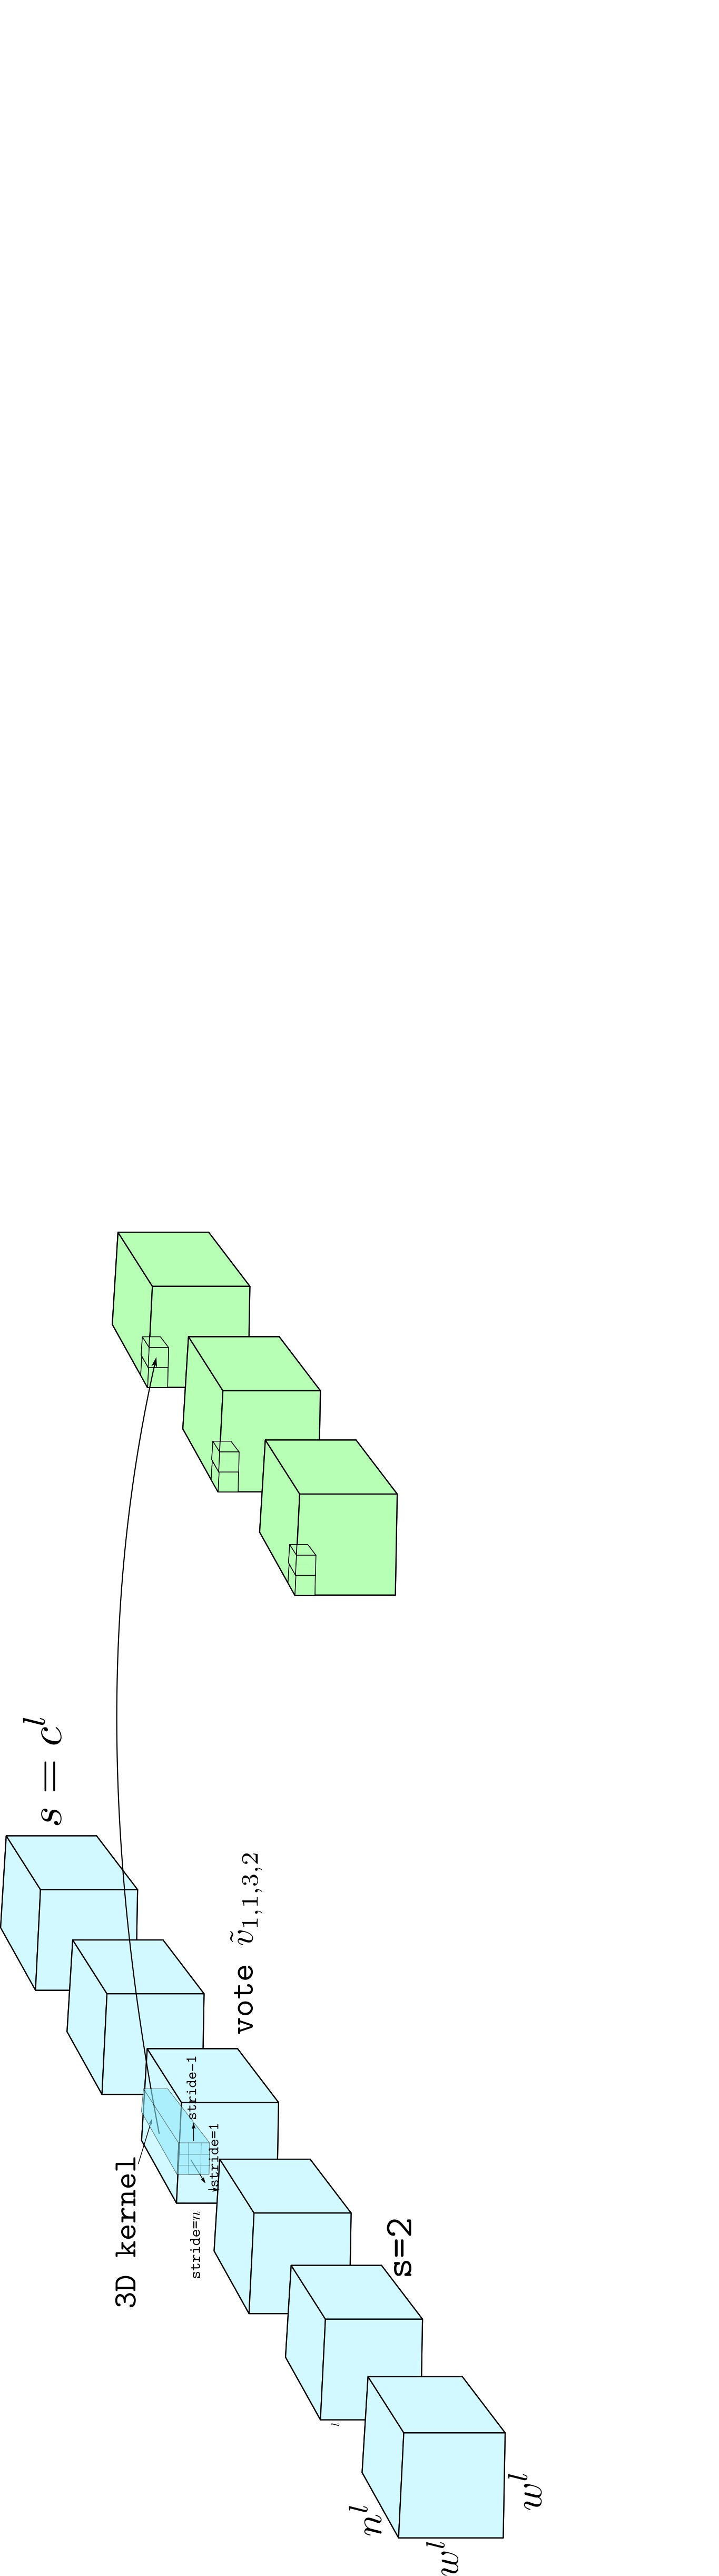 s = c^l
vote ṽ_{1,1,3,2}
3D kernel
stride-1
stride=1
stride=n
s=2
l
n^l
w^l
w^l